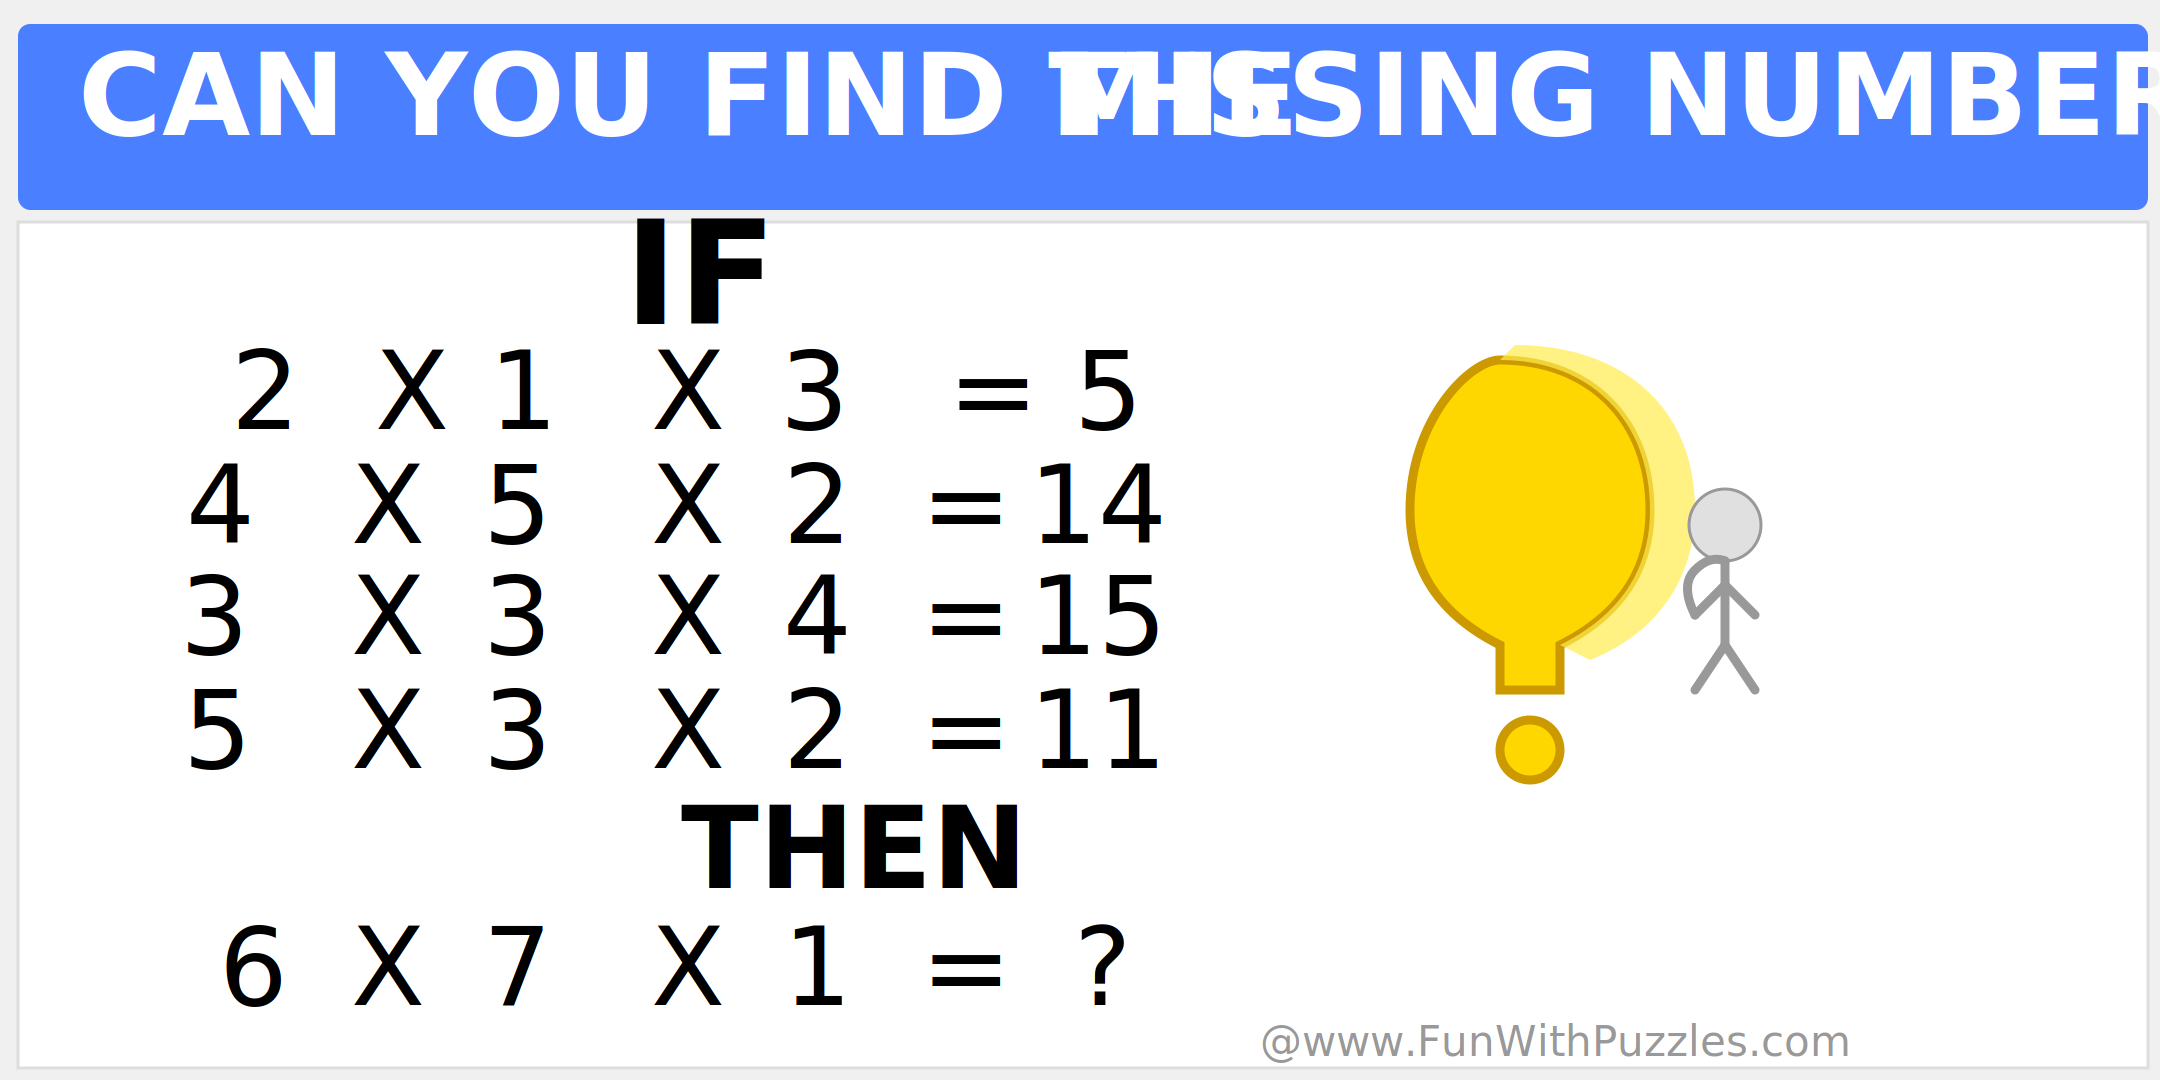 CAN YOU FIND THE MISSING NUMBER
IF
2 X 1 X 3 = 5
4 X 5 X 2 = 14
3 X 3 X 4 = 15
5 X 3 X 2 = 11
THEN
6 X 7 X 1 = ?
@www.FunWithPuzzles.com